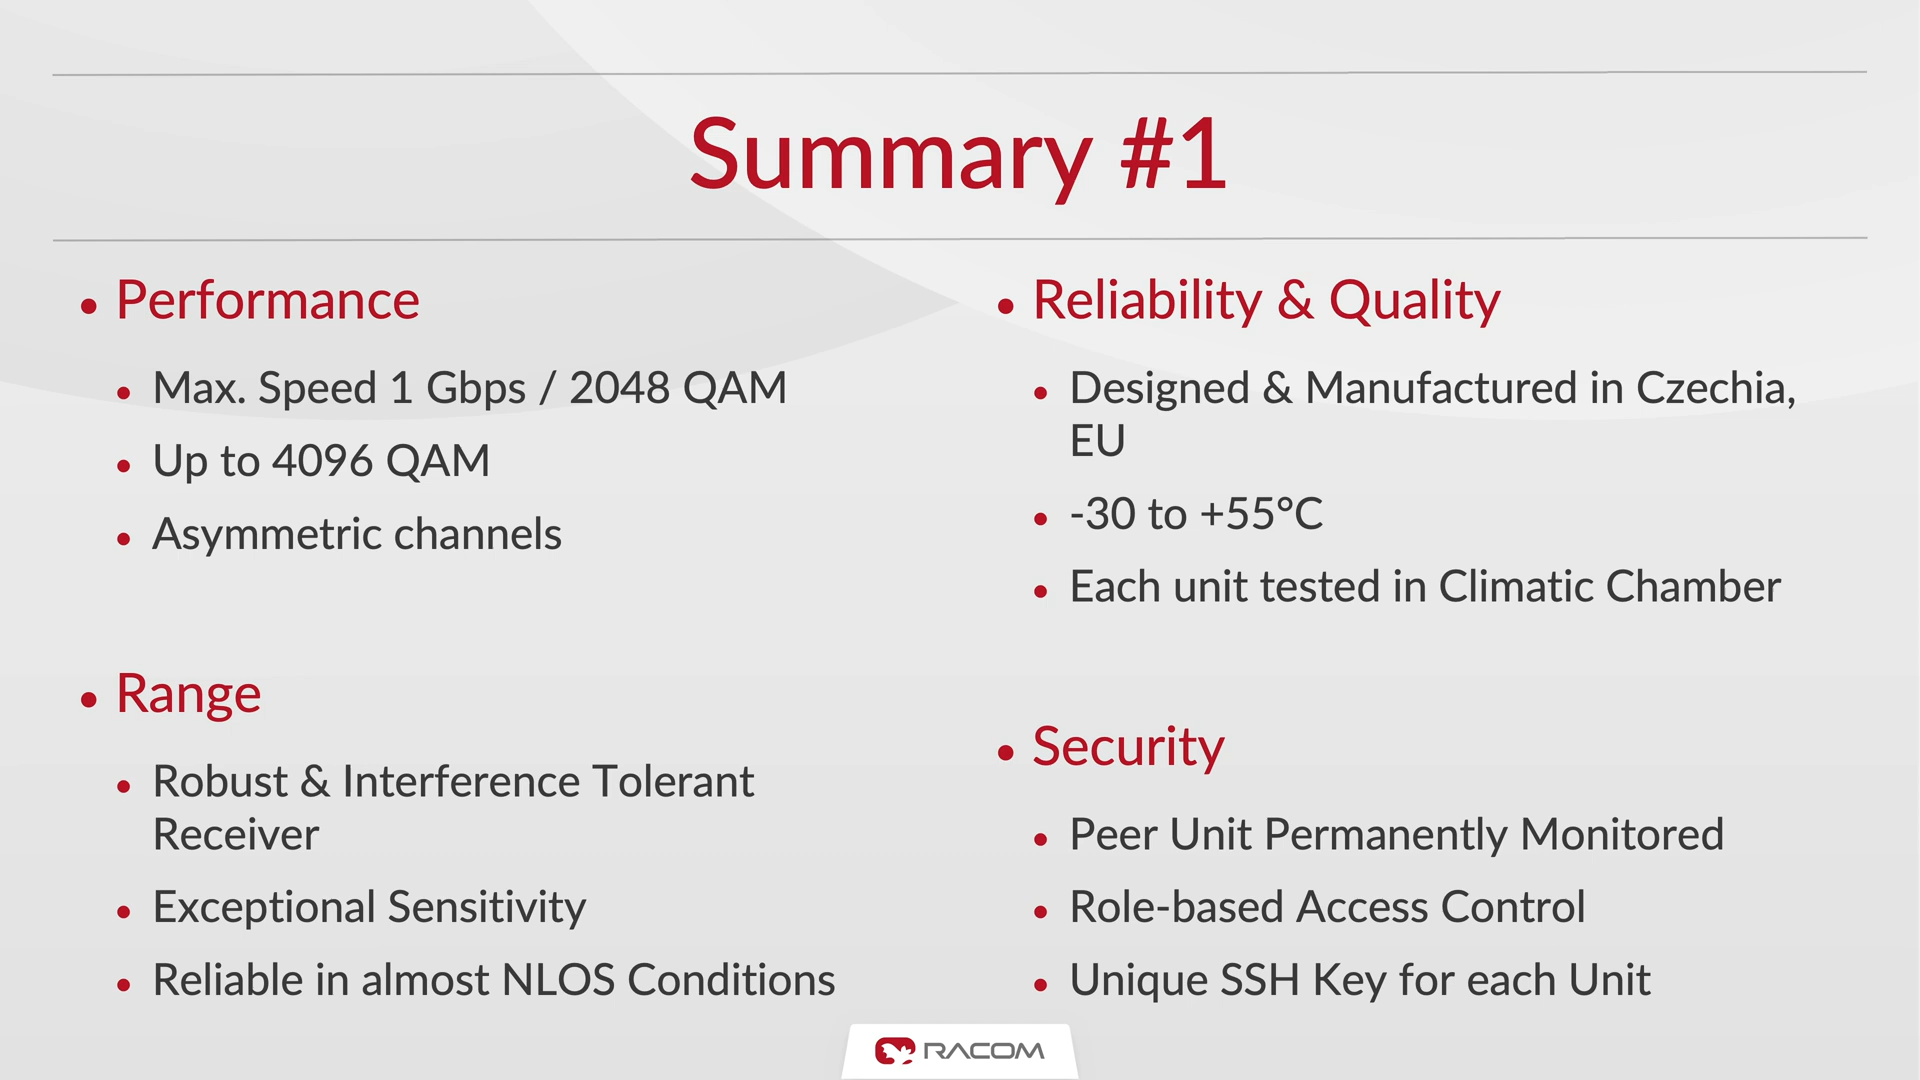 Summary #1
• Performance
• Max. Speed 1 Gbps / 2048 QAM
• Up to 4096 QAM
• Asymmetric channels
• Range
• Robust & Interference Tolerant
Receiver
• Exceptional Sensitivity
• Reliable in almost NLOS Conditions
• Reliability & Quality
• Designed & Manufactured in Czechia,
EU
• -30 to +55°C
• Each unit tested in Climatic Chamber
• Security
• Peer Unit Permanently Monitored
• Role-based Access Control
• Unique SSH Key for each Unit
RACOM